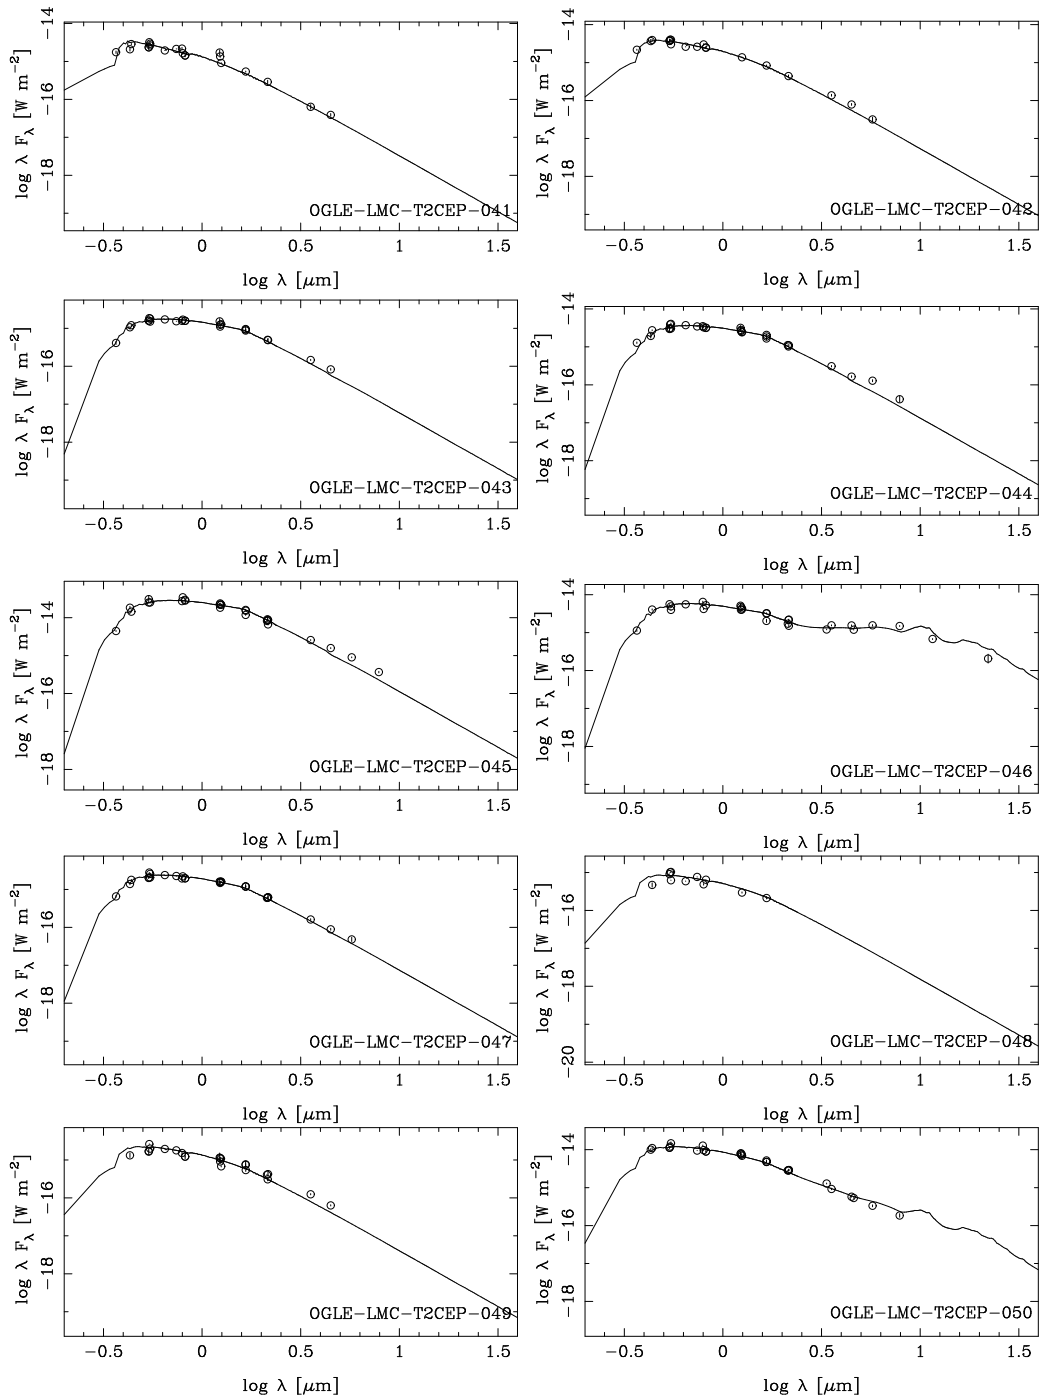 −14
−16
−18
log λ F_λ [W m⁻²]
OGLE−LMC−T2CEP−041
−0.5 0 0.5 1 1.5
log λ [μm]
−14
−16
−18
log λ F_λ [W m⁻²]
OGLE−LMC−T2CEP−042
−0.5 0 0.5 1 1.5
log λ [μm]
−16
−18
log λ F_λ [W m⁻²]
OGLE−LMC−T2CEP−043
−0.5 0 0.5 1 1.5
log λ [μm]
−14
−16
−18
log λ F_λ [W m⁻²]
OGLE−LMC−T2CEP−044
−0.5 0 0.5 1 1.5
log λ [μm]
−14
−16
−18
log λ F_λ [W m⁻²]
OGLE−LMC−T2CEP−045
−0.5 0 0.5 1 1.5
log λ [μm]
−14
−16
−18
log λ F_λ [W m⁻²]
OGLE−LMC−T2CEP−046
−0.5 0 0.5 1 1.5
log λ [μm]
−16
−18
log λ F_λ [W m⁻²]
OGLE−LMC−T2CEP−047
−0.5 0 0.5 1 1.5
log λ [μm]
−16
−18
−20
log λ F_λ [W m⁻²]
OGLE−LMC−T2CEP−048
−0.5 0 0.5 1 1.5
log λ [μm]
−16
−18
log λ F_λ [W m⁻²]
OGLE−LMC−T2CEP−049
−0.5 0 0.5 1 1.5
log λ [μm]
−14
−16
−18
log λ F_λ [W m⁻²]
OGLE−LMC−T2CEP−050
−0.5 0 0.5 1 1.5
log λ [μm]